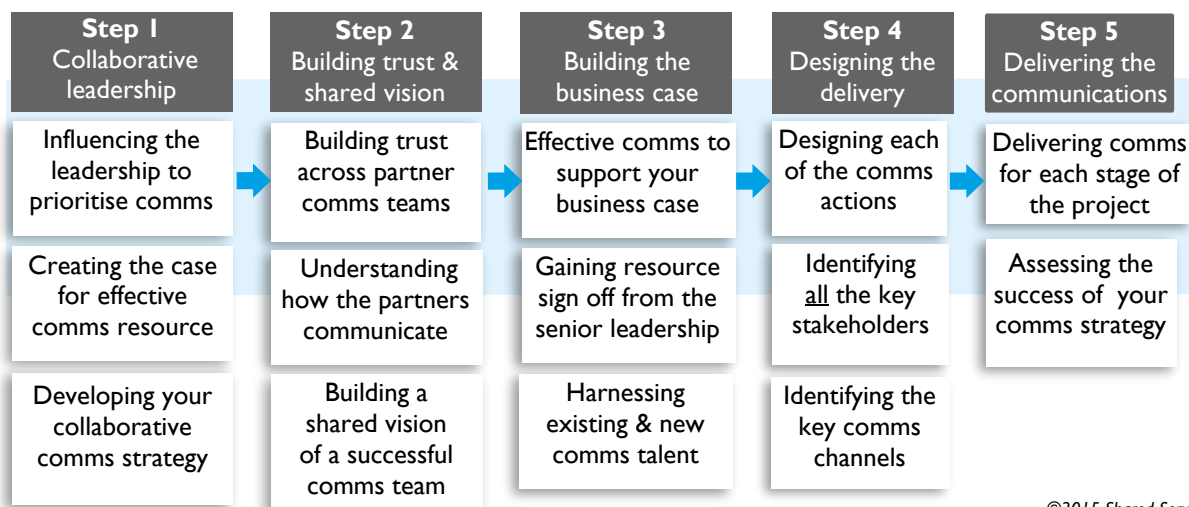 Step 1
Collaborative
leadership
Influencing the
leadership to
prioritise comms
Creating the case
for effective
comms resource
Developing your
collaborative
comms strategy
Step 2
Building trust &
shared vision
Building trust
across partner
comms teams
Understanding
how the partners
communicate
Building a
shared vision
of a successful
comms team
Step 3
Building the
business case
Effective comms to
support your
business case
Gaining resource
sign off from the
senior leadership
Harnessing
existing & new
comms talent
Step 4
Designing the
delivery
Designing each
of the comms
actions
Identifying
all the key
stakeholders
Identifying the
key comms
channels
Step 5
Delivering the
communications
Delivering comms
for each stage of
the project
Assessing the
success of your
comms strategy
©2015 Shared